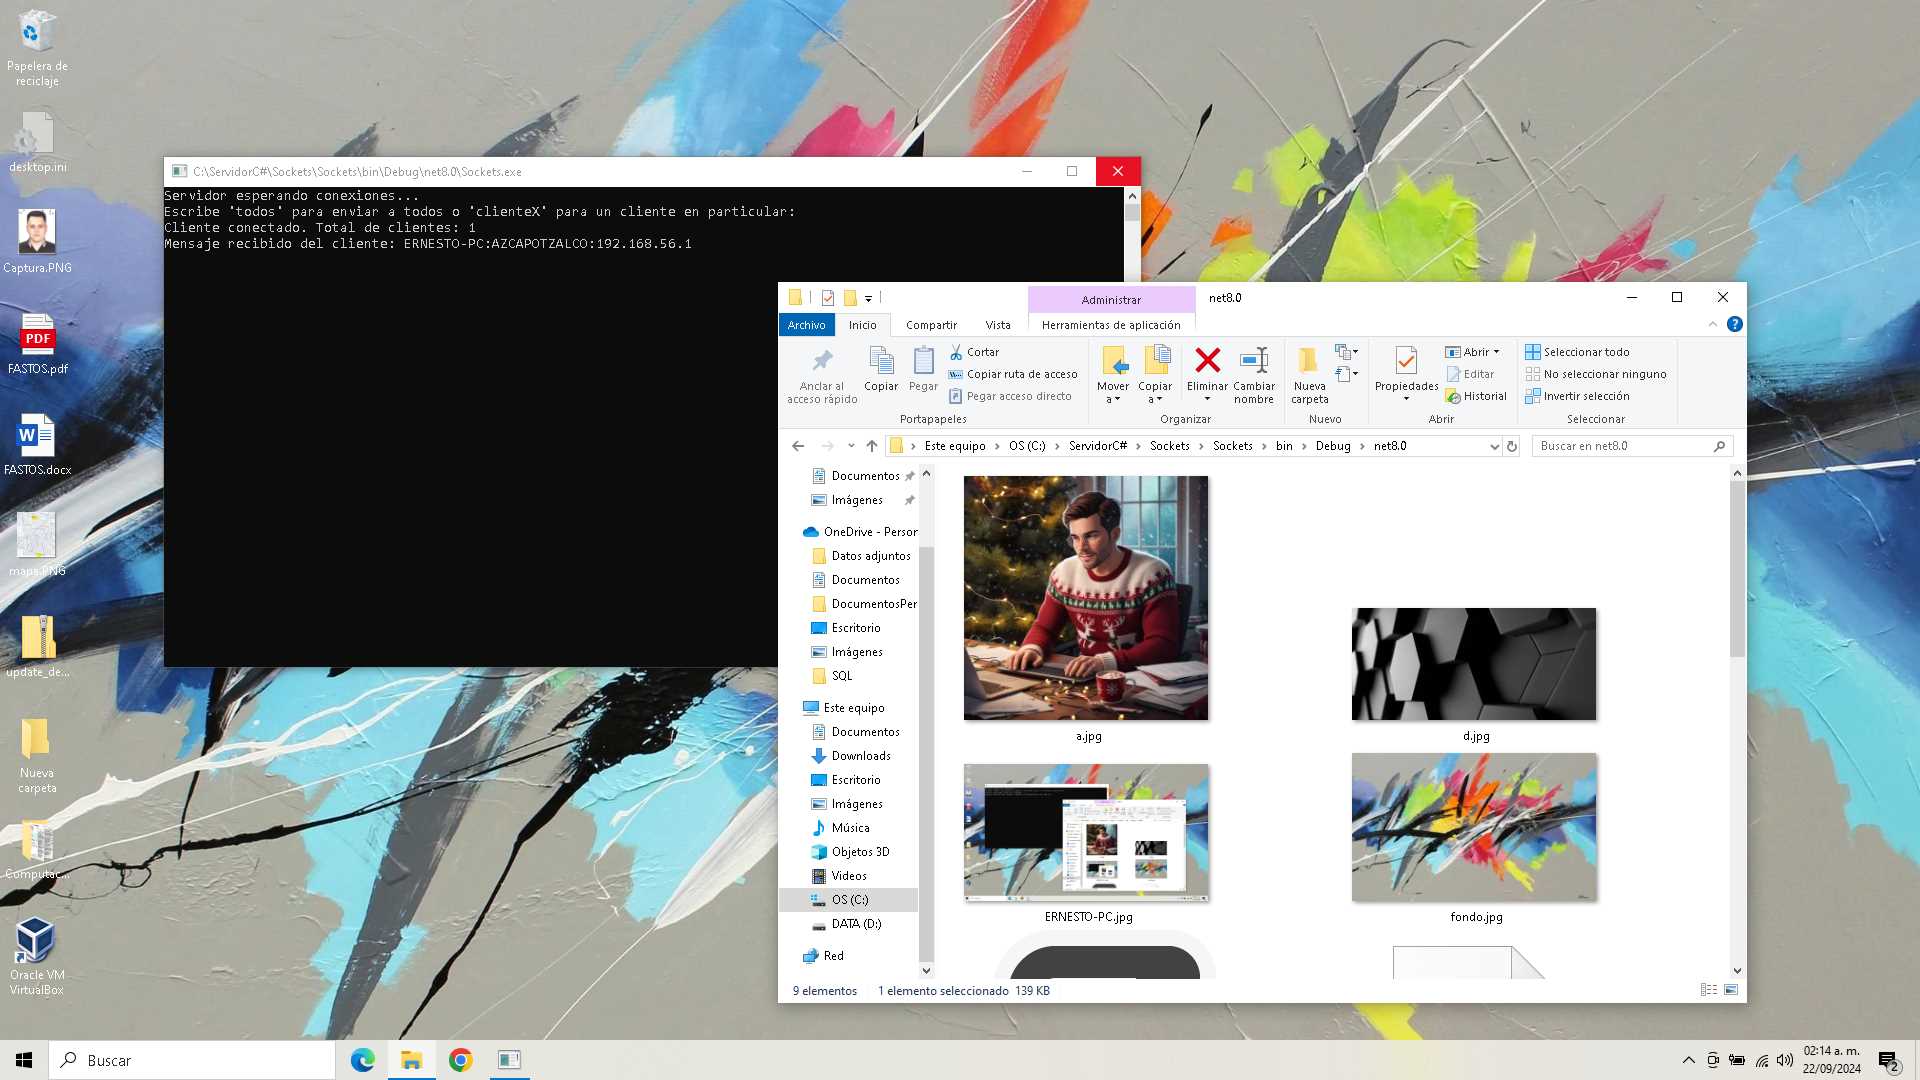 Papelera de
reciclaje
desktop.ini
Captura.PNG
PDF
FASTOS.pdf
W
FASTOS.docx
mapa.PNG
update_de...
Nueva
carpeta
Computac...
Oracle VM
VirtualBox
C:\ServidorC#\Sockets\Sockets\bin\Debug\net8.0\Sockets.exe
Servidor esperando conexiones...
Escribe 'todos' para enviar a todos o 'clienteX' para un cliente en particular:
Cliente conectado. Total de clientes: 1
Mensaje recibido del cliente: ERNESTO-PC:AZCAPOTZALCO:192.168.56.1
Administrar
net8.0
Archivo
Inicio
Compartir
Vista
Herramientas de aplicación
Anclar al
acceso rápido
Copiar
Pegar
Cortar
Copiar ruta de acceso
Pegar acceso directo
Portapapeles
Mover
a
Copiar
a
Eliminar
Cambiar
nombre
Organizar
Nueva
carpeta
Nuevo
Propiedades
Abrir
Editar
Historial
Abrir
Seleccionar todo
No seleccionar ninguno
Invertir selección
Seleccionar
Este equipo > OS (C:) > ServidorC# > Sockets > Sockets > bin > Debug > net8.0
Buscar en net8.0
Documentos
Imágenes
OneDrive - Person
Datos adjuntos
Documentos
DocumentosPer
Escritorio
Imágenes
SQL
Este equipo
Documentos
Downloads
Escritorio
Imágenes
Música
Objetos 3D
Videos
OS (C:)
DATA (D:)
Red
a.jpg
d.jpg
ERNESTO-PC.jpg
fondo.jpg
9 elementos
1 elemento seleccionado 139 KB
Buscar
02:14 a. m.
22/09/2024
2